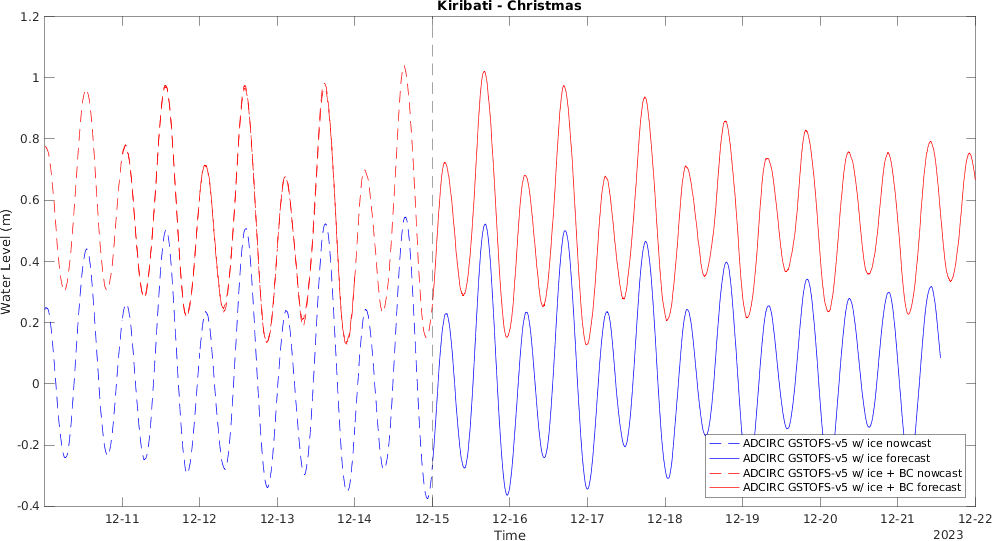 Kiribati - Christmas
Water Level (m)
1.2
1
0.8
0.6
0.4
0.2
0
-0.2
-0.4
ADCIRC GSTOFS-v5 w/ ice nowcast
ADCIRC GSTOFS-v5 w/ ice forecast
ADCIRC GSTOFS-v5 w/ ice + BC nowcast
ADCIRC GSTOFS-v5 w/ ice + BC forecast
12-11 12-12 12-13 12-14 12-15 12-16 12-17 12-18 12-19 12-20 12-21 12-22
Time
2023